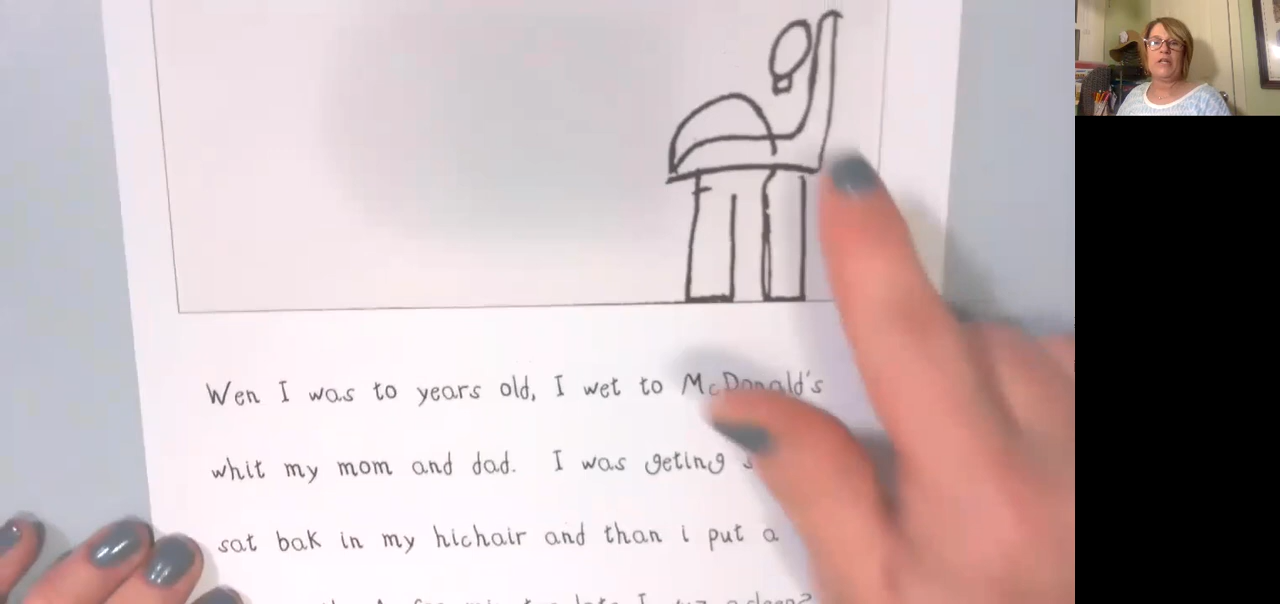 Wen I was to years old, I wet to McDonald's
whit my mom and dad. I was geting
sat bak in my hichair and than i put a
I